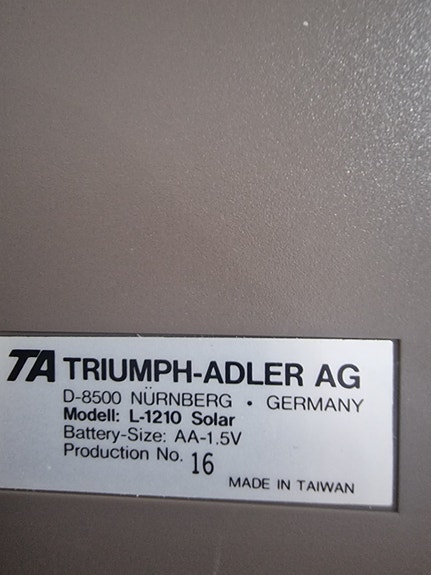 TA TRIUMPH-ADLER AG
D-8500 NÜRNBERG • GERMANY
Modell: L-1210 Solar
Battery-Size: AA-1.5V
Production No. 16
MADE IN TAIWAN